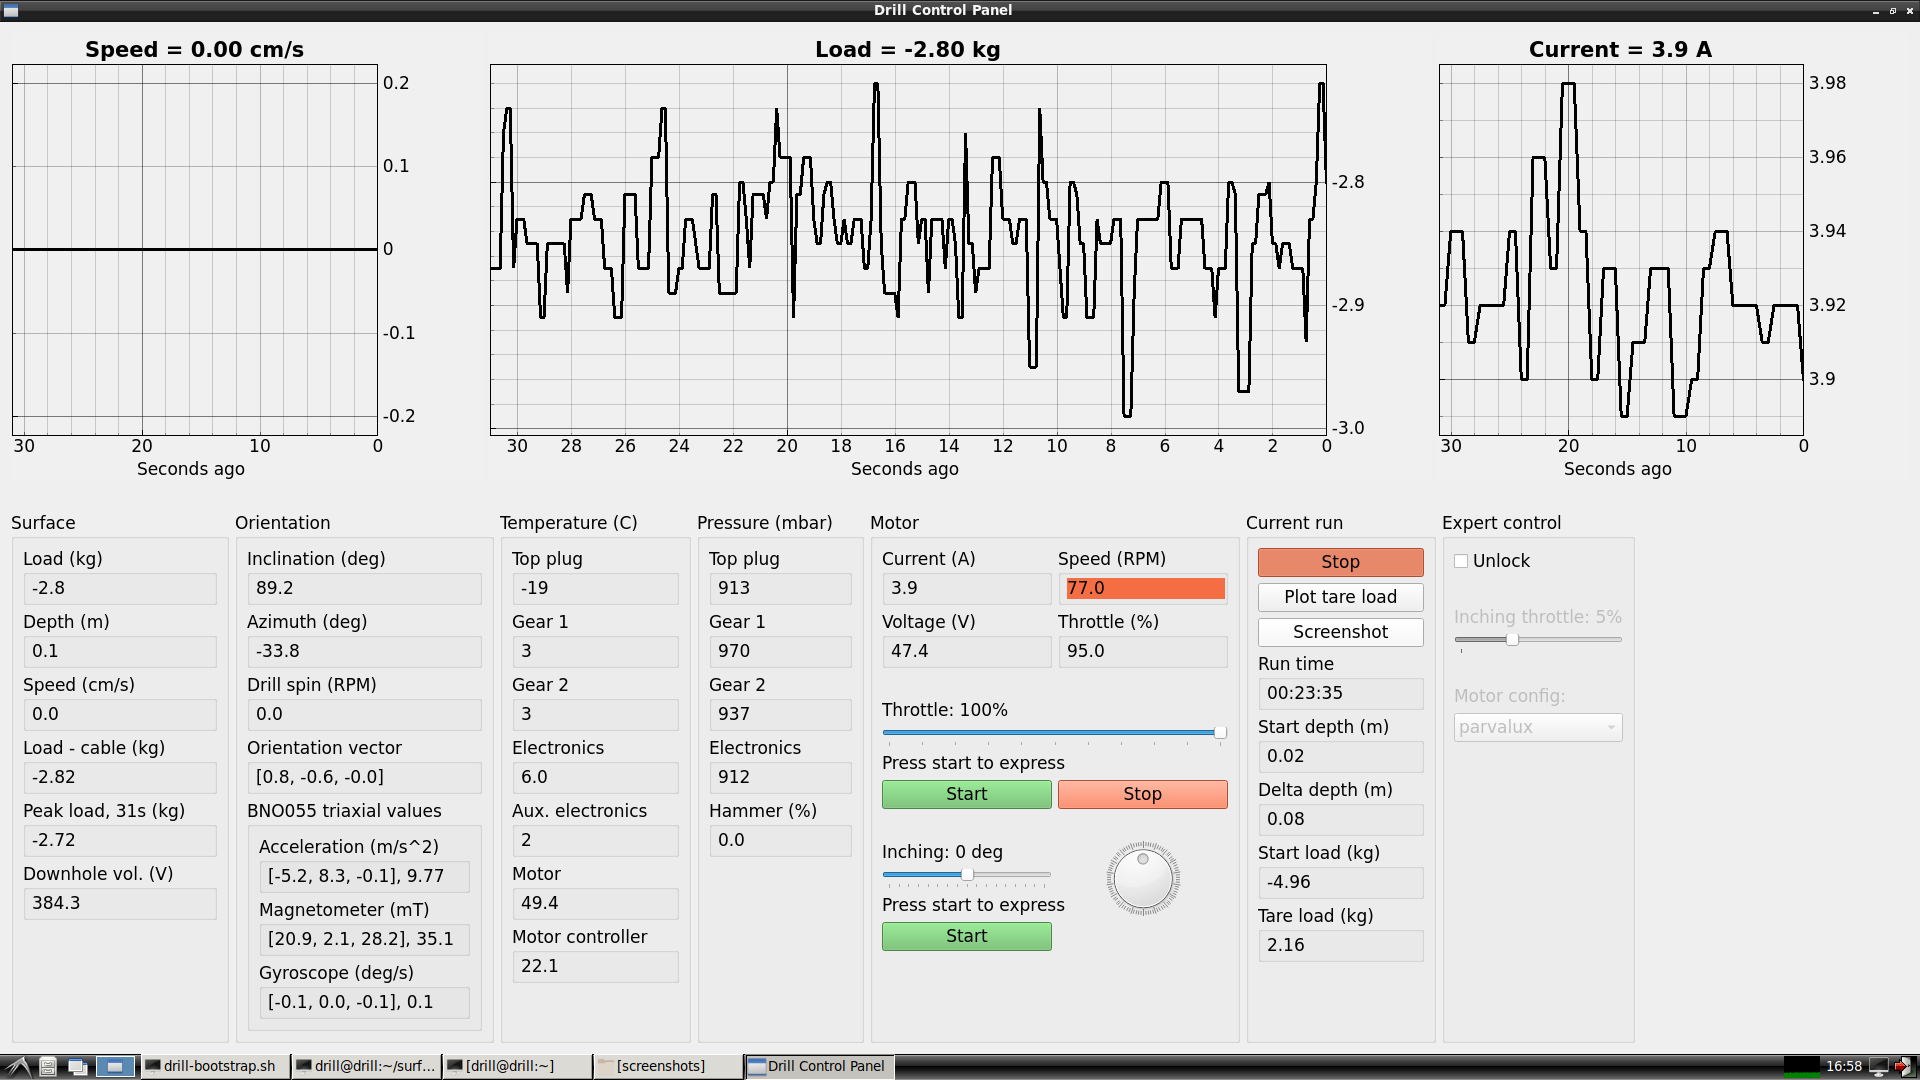 Drill Control Panel
Speed = 0.00 cm/s
0.2
0.1
0
-0.1
-0.2
30 20 10 0
Seconds ago
Load = -2.80 kg
-2.8
-2.9
-3.0
30 28 26 24 22 20 18 16 14 12 10 8 6 4 2 0
Seconds ago
Current = 3.9 A
3.98
3.96
3.94
3.92
3.9
30 20 10 0
Seconds ago
Surface
Load (kg)
-2.8
Depth (m)
0.1
Speed (cm/s)
0.0
Load - cable (kg)
-2.82
Peak load, 31s (kg)
-2.72
Downhole vol. (V)
384.3
Orientation
Inclination (deg)
89.2
Azimuth (deg)
-33.8
Drill spin (RPM)
0.0
Orientation vector
[0.8, -0.6, -0.0]
BNO055 triaxial values
Acceleration (m/s^2)
[-5.2, 8.3, -0.1], 9.77
Magnetometer (mT)
[20.9, 2.1, 28.2], 35.1
Gyroscope (deg/s)
[-0.1, 0.0, -0.1], 0.1
Temperature (C)
Top plug
-19
Gear 1
3
Gear 2
3
Electronics
6.0
Aux. electronics
2
Motor
49.4
Motor controller
22.1
Pressure (mbar)
Top plug
913
Gear 1
970
Gear 2
937
Electronics
912
Hammer (%)
0.0
Motor
Current (A) Speed (RPM)
3.9 77.0
Voltage (V) Throttle (%)
47.4 95.0
Throttle: 100%
Press start to express
Start Stop
Inching: 0 deg
Press start to express
Start
Current run
Stop
Plot tare load
Screenshot
Run time
00:23:35
Start depth (m)
0.02
Delta depth (m)
0.08
Start load (kg)
-4.96
Tare load (kg)
2.16
Expert control
Unlock
Inching throttle: 5%
Motor config:
parvalux
drill-bootstrap.sh drill@drill:~/surf... [drill@drill:~] [screenshots] Drill Control Panel 16:58